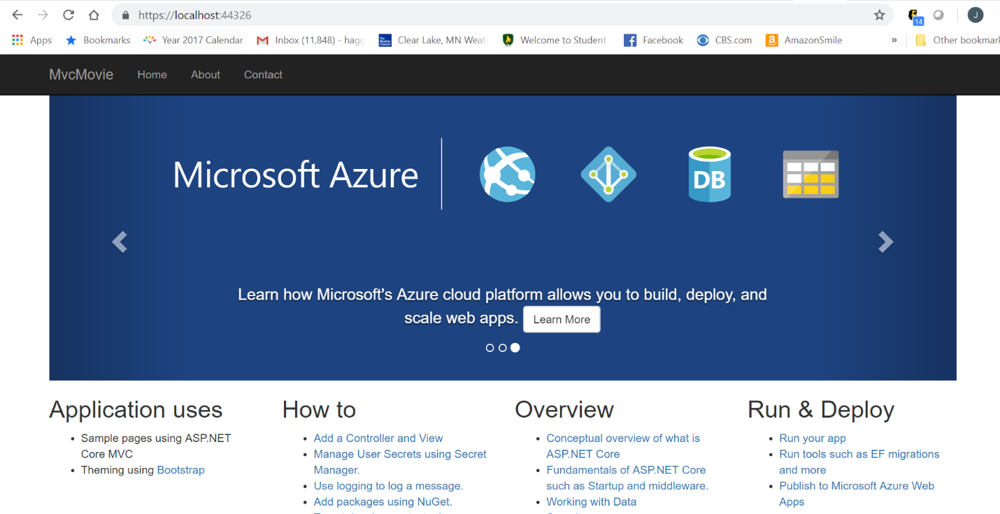 https://localhost:44326
14
J
Apps Bookmarks Year 2017 Calendar Inbox (11,848) - hagg Clear Lake, MN Weat Welcome to Student Facebook CBS.com AmazonSmile » Other bookmar
MvcMovie Home About Contact
Microsoft Azure
DB
Learn how Microsoft's Azure cloud platform allows you to build, deploy, and
scale web apps. Learn More
Application uses
Sample pages using ASP.NET
Core MVC
Theming using Bootstrap
How to
Add a Controller and View
Manage User Secrets using Secret
Manager.
Use logging to log a message.
Add packages using NuGet.
Overview
Conceptual overview of what is
ASP.NET Core
Fundamentals of ASP.NET Core
such as Startup and middleware.
Working with Data
Run & Deploy
Run your app
Run tools such as EF migrations
and more
Publish to Microsoft Azure Web
Apps